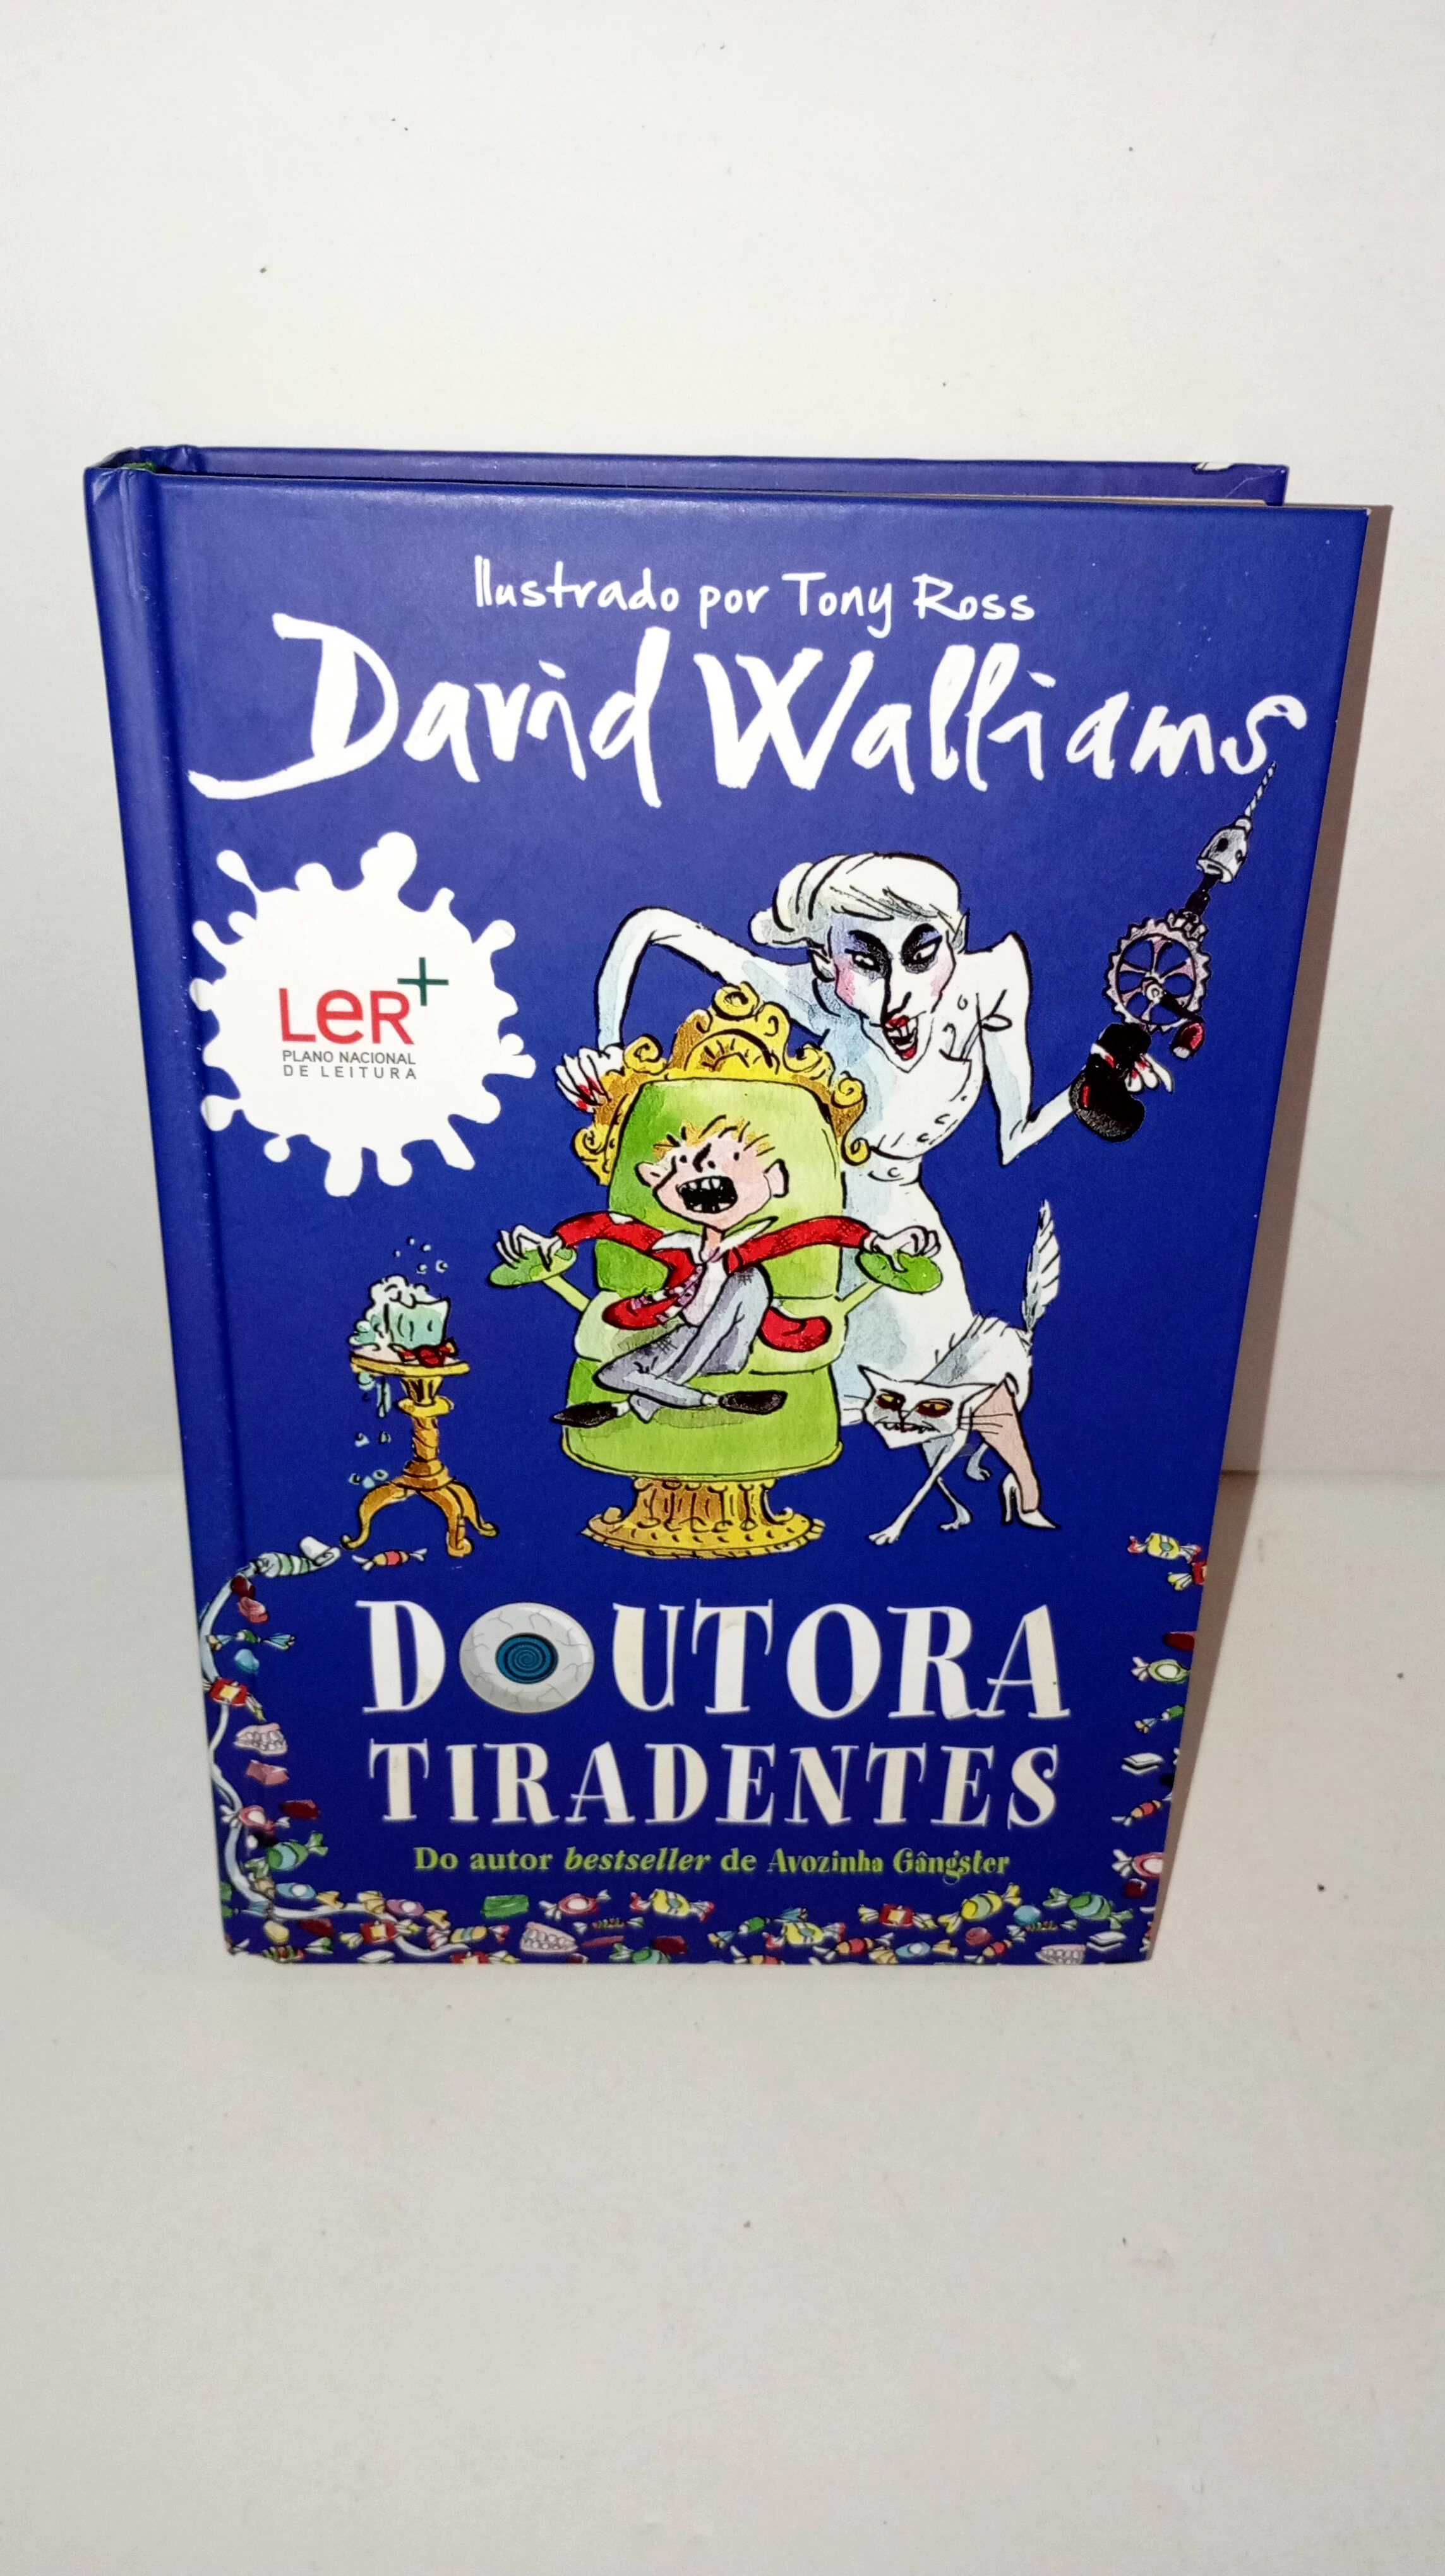 Ilustrado por Tony Ross
David Walliams
LeR+
PLANO NACIONAL
DE LEITURA
DOUTORA
TIRADENTES
Do autor bestseller de Avozinha Gângster